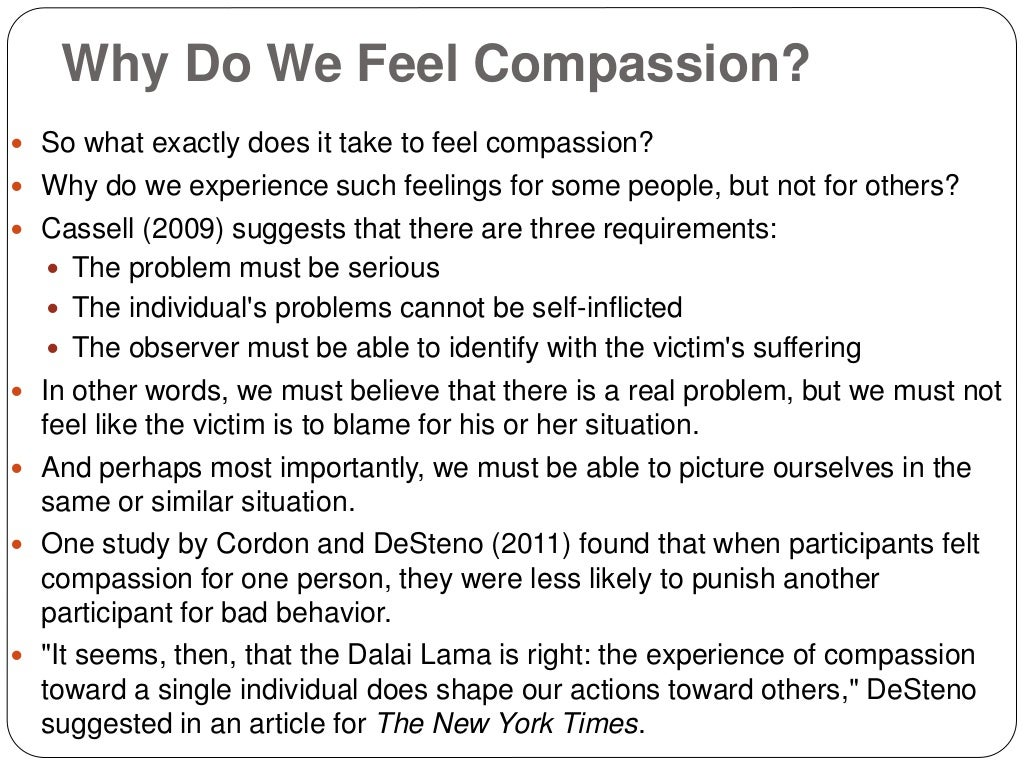 Why Do We Feel Compassion?
• So what exactly does it take to feel compassion?
• Why do we experience such feelings for some people, but not for others?
• Cassell (2009) suggests that there are three requirements:
• The problem must be serious
• The individual's problems cannot be self-inflicted
• The observer must be able to identify with the victim's suffering
• In other words, we must believe that there is a real problem, but we must not
feel like the victim is to blame for his or her situation.
• And perhaps most importantly, we must be able to picture ourselves in the
same or similar situation.
• One study by Cordon and DeSteno (2011) found that when participants felt
compassion for one person, they were less likely to punish another
participant for bad behavior.
• "It seems, then, that the Dalai Lama is right: the experience of compassion
toward a single individual does shape our actions toward others," DeSteno
suggested in an article for The New York Times.